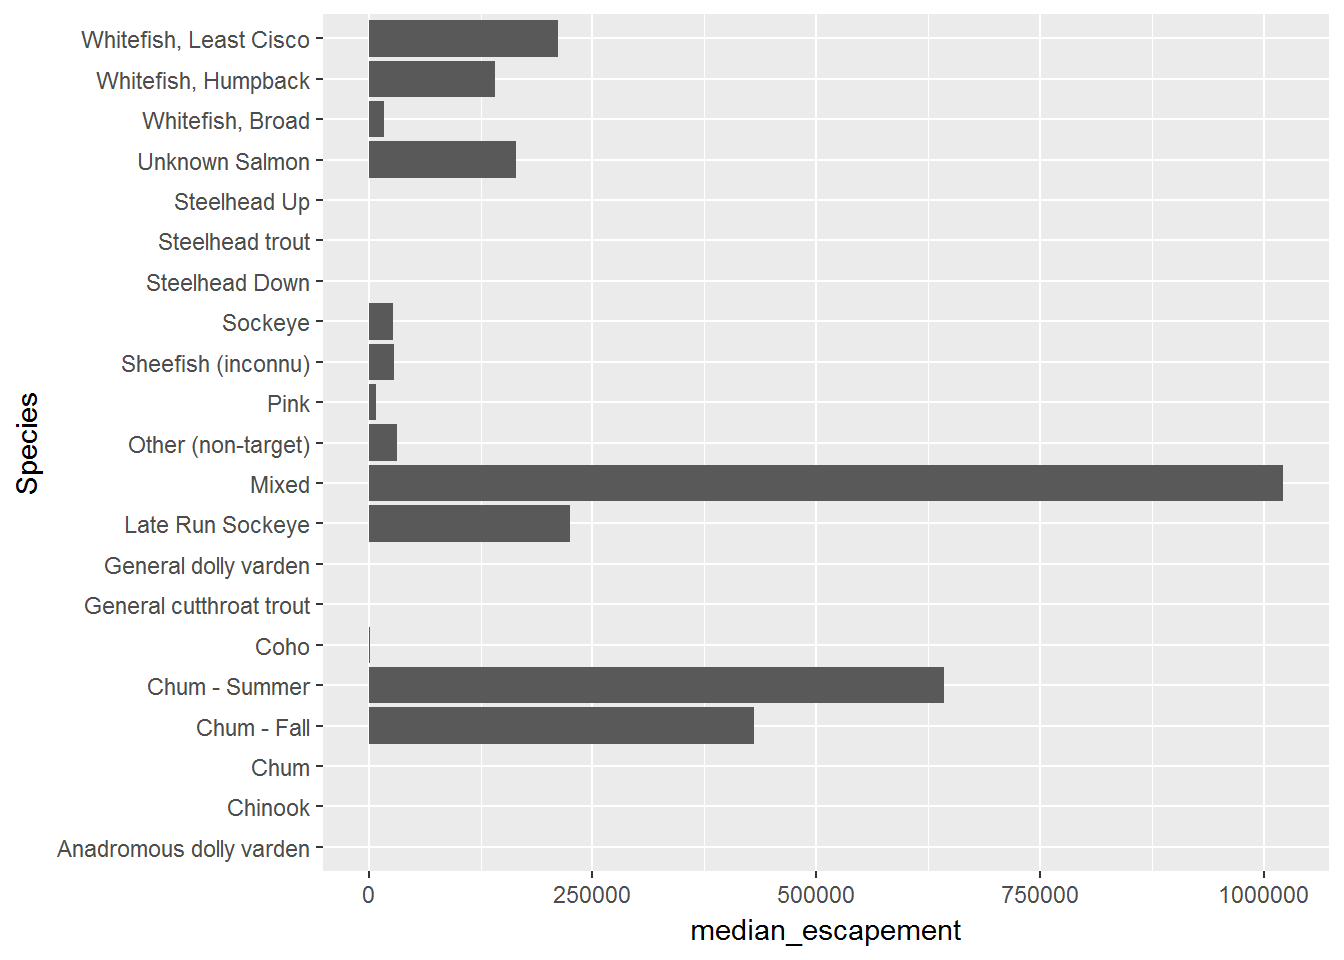 Whitefish, Least Cisco
Whitefish, Humpback
Whitefish, Broad
Unknown Salmon
Steelhead Up
Steelhead trout
Steelhead Down
Sockeye
Sheefish (inconnu)
Pink
Other (non-target)
Mixed
Late Run Sockeye
General dolly varden
General cutthroat trout
Coho
Chum - Summer
Chum - Fall
Chum
Chinook
Anadromous dolly varden
Species
0 250000 500000 750000 1000000
median_escapement